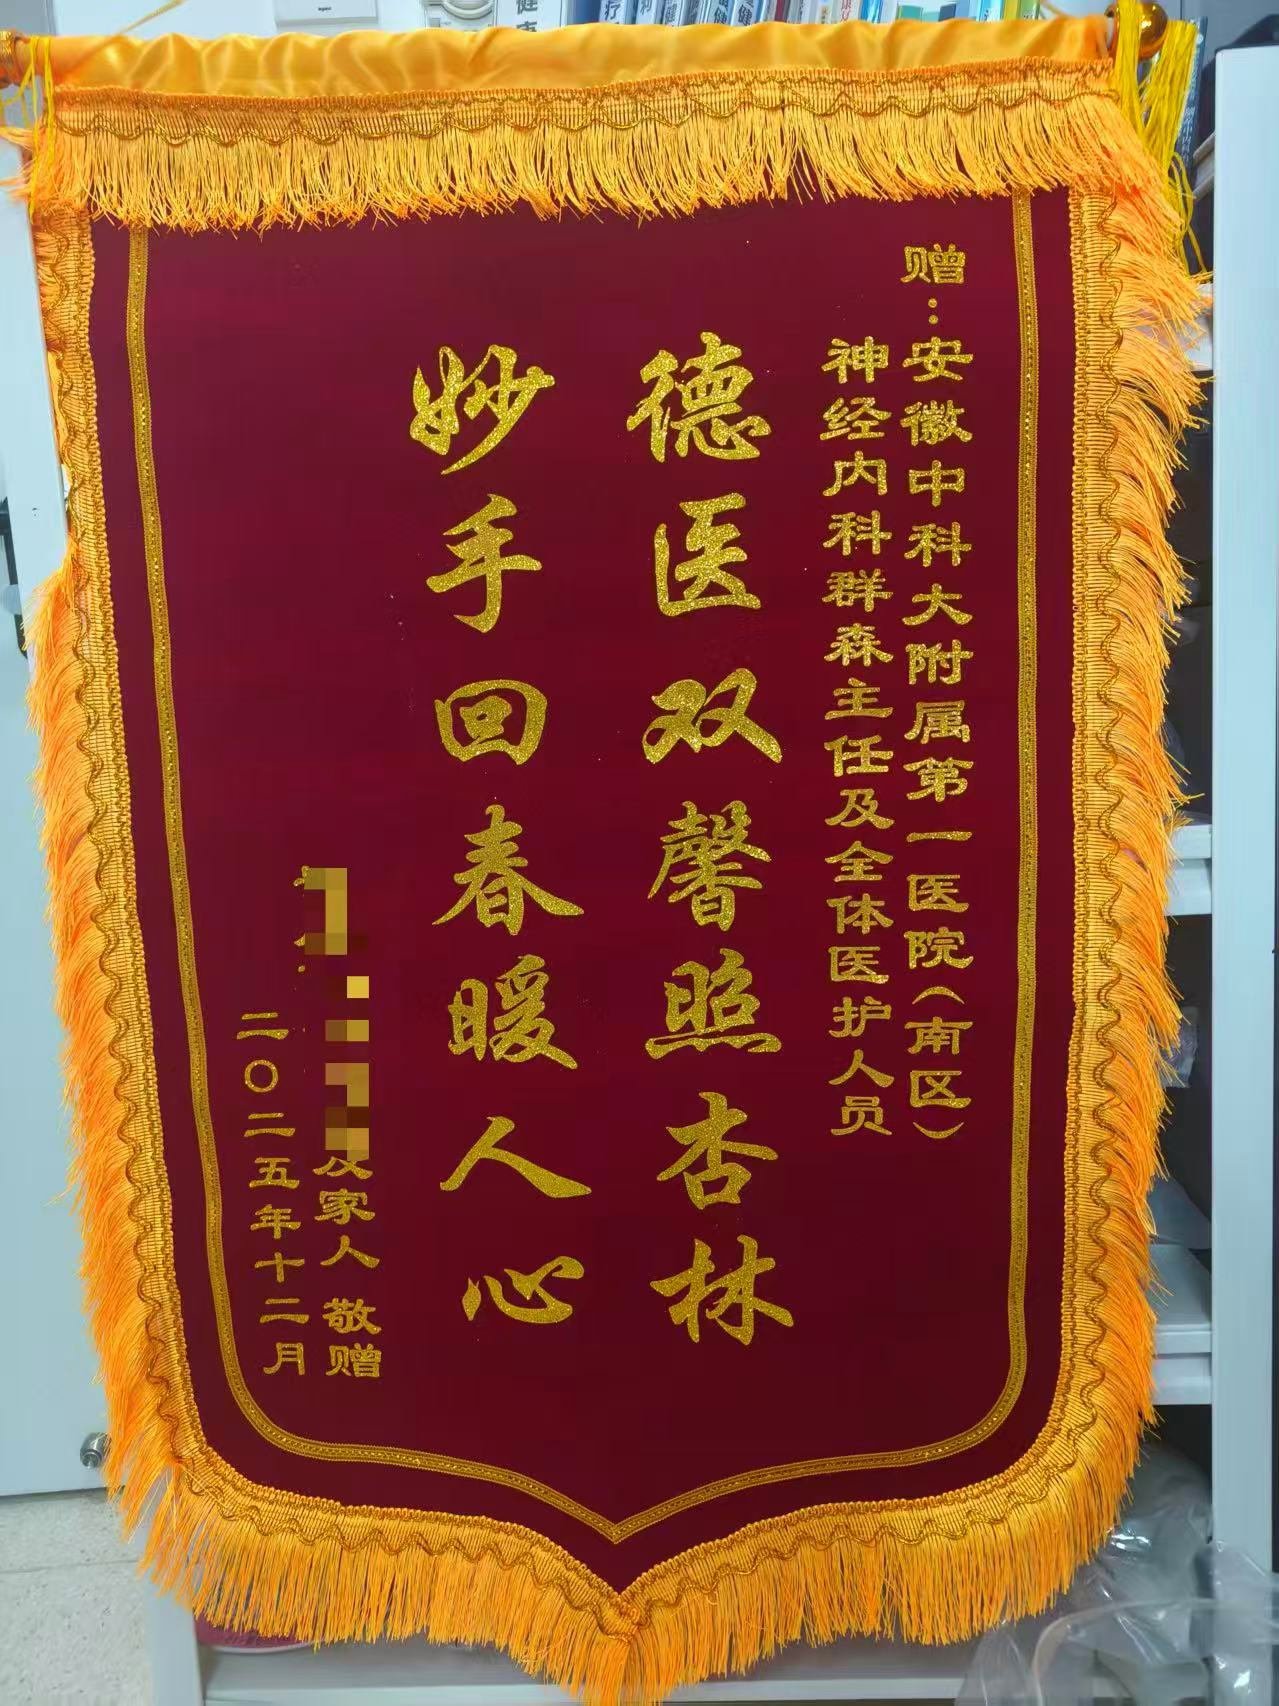 赠:安徽中科大附属第一医院(南区)
神经内科群森主任及全体医护人员
德医双馨照杏林
妙手回春暖人心
及家人 敬赠
二〇二五年十二月